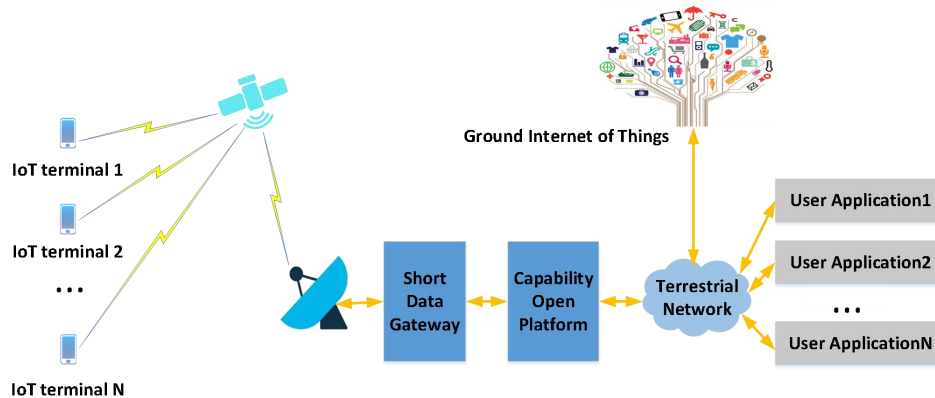 IoT terminal 1
IoT terminal 2
...
IoT terminal N
Short
Data
Gateway
Capability
Open
Platform
Ground Internet of Things
Terrestrial
Network
User Application1
User Application2
...
User ApplicationN